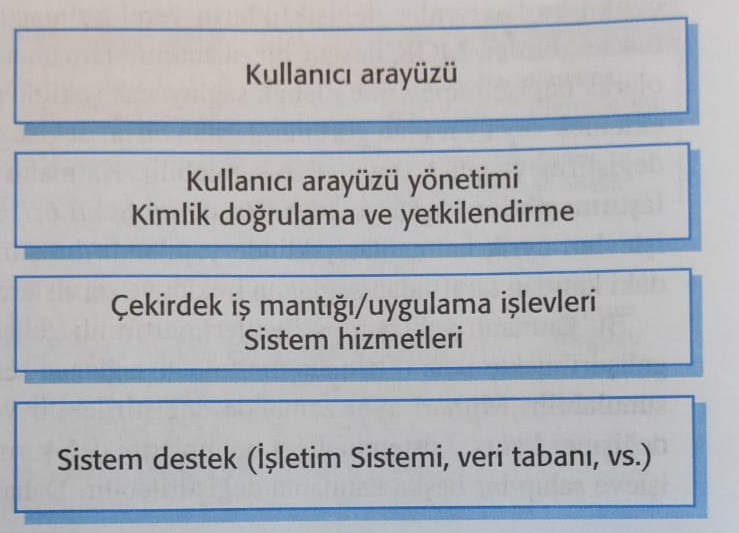 Kullanıcı arayüzü
Kullanıcı arayüzü yönetimi
Kimlik doğrulama ve yetkilendirme
Çekirdek iş mantığı/uygulama işlevleri
Sistem hizmetleri
Sistem destek (İşletim Sistemi, veri tabanı, vs.)